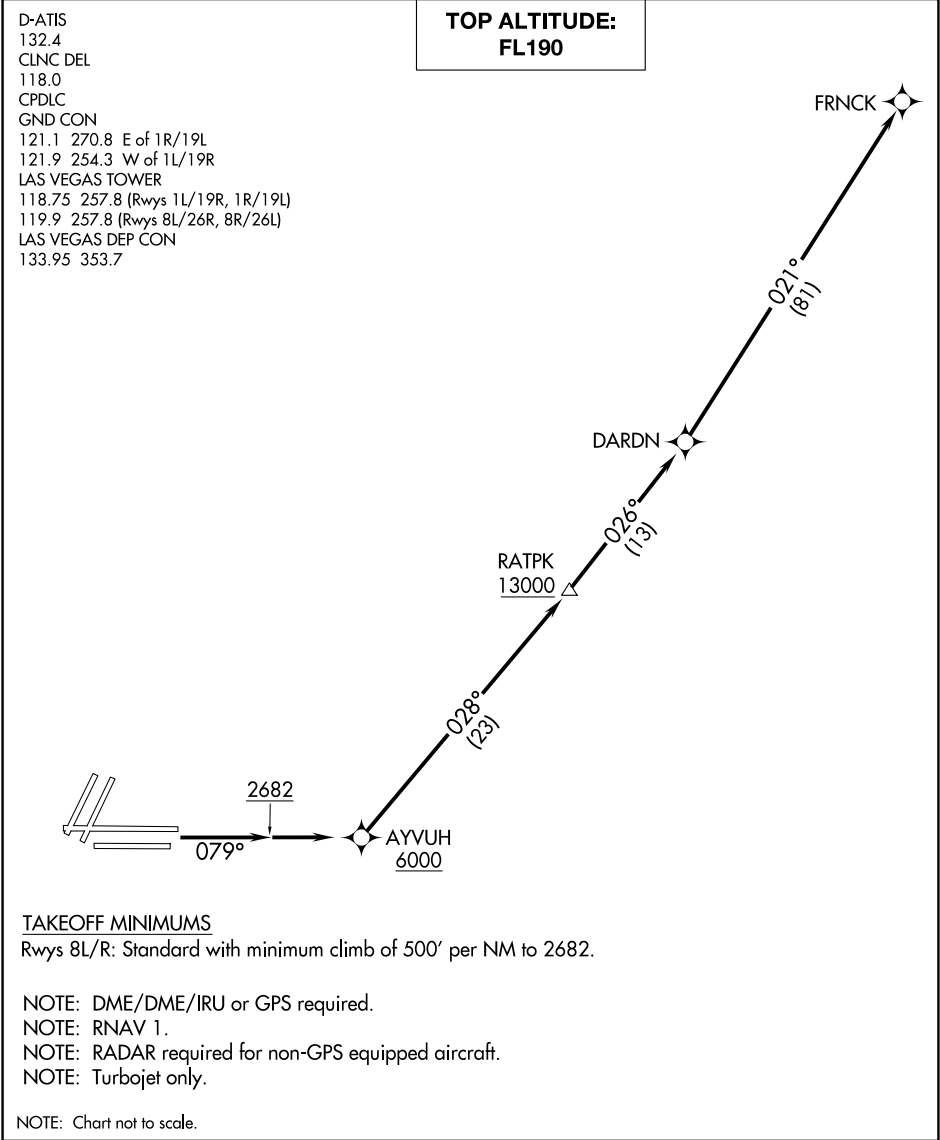 D-ATIS
132.4
CLNC DEL
118.0
CPDLC
GND CON
121.1 270.8 E of 1R/19L
121.9 254.3 W of 1L/19R
LAS VEGAS TOWER
118.75 257.8 (Rwys 1L/19R, 1R/19L)
119.9 257.8 (Rwys 8L/26R, 8R/26L)
LAS VEGAS DEP CON
133.95 353.7
TOP ALTITUDE:
FL190
FRNCK
021°
(81)
DARDN
026°
(13)
RATPK
13000
028°
(23)
2682
079°
AYVUH
6000
TAKEOFF MINIMUMS
Rwys 8L/R: Standard with minimum climb of 500' per NM to 2682.
NOTE: DME/DME/IRU or GPS required.
NOTE: RNAV 1.
NOTE: RADAR required for non-GPS equipped aircraft.
NOTE: Turbojet only.
NOTE: Chart not to scale.